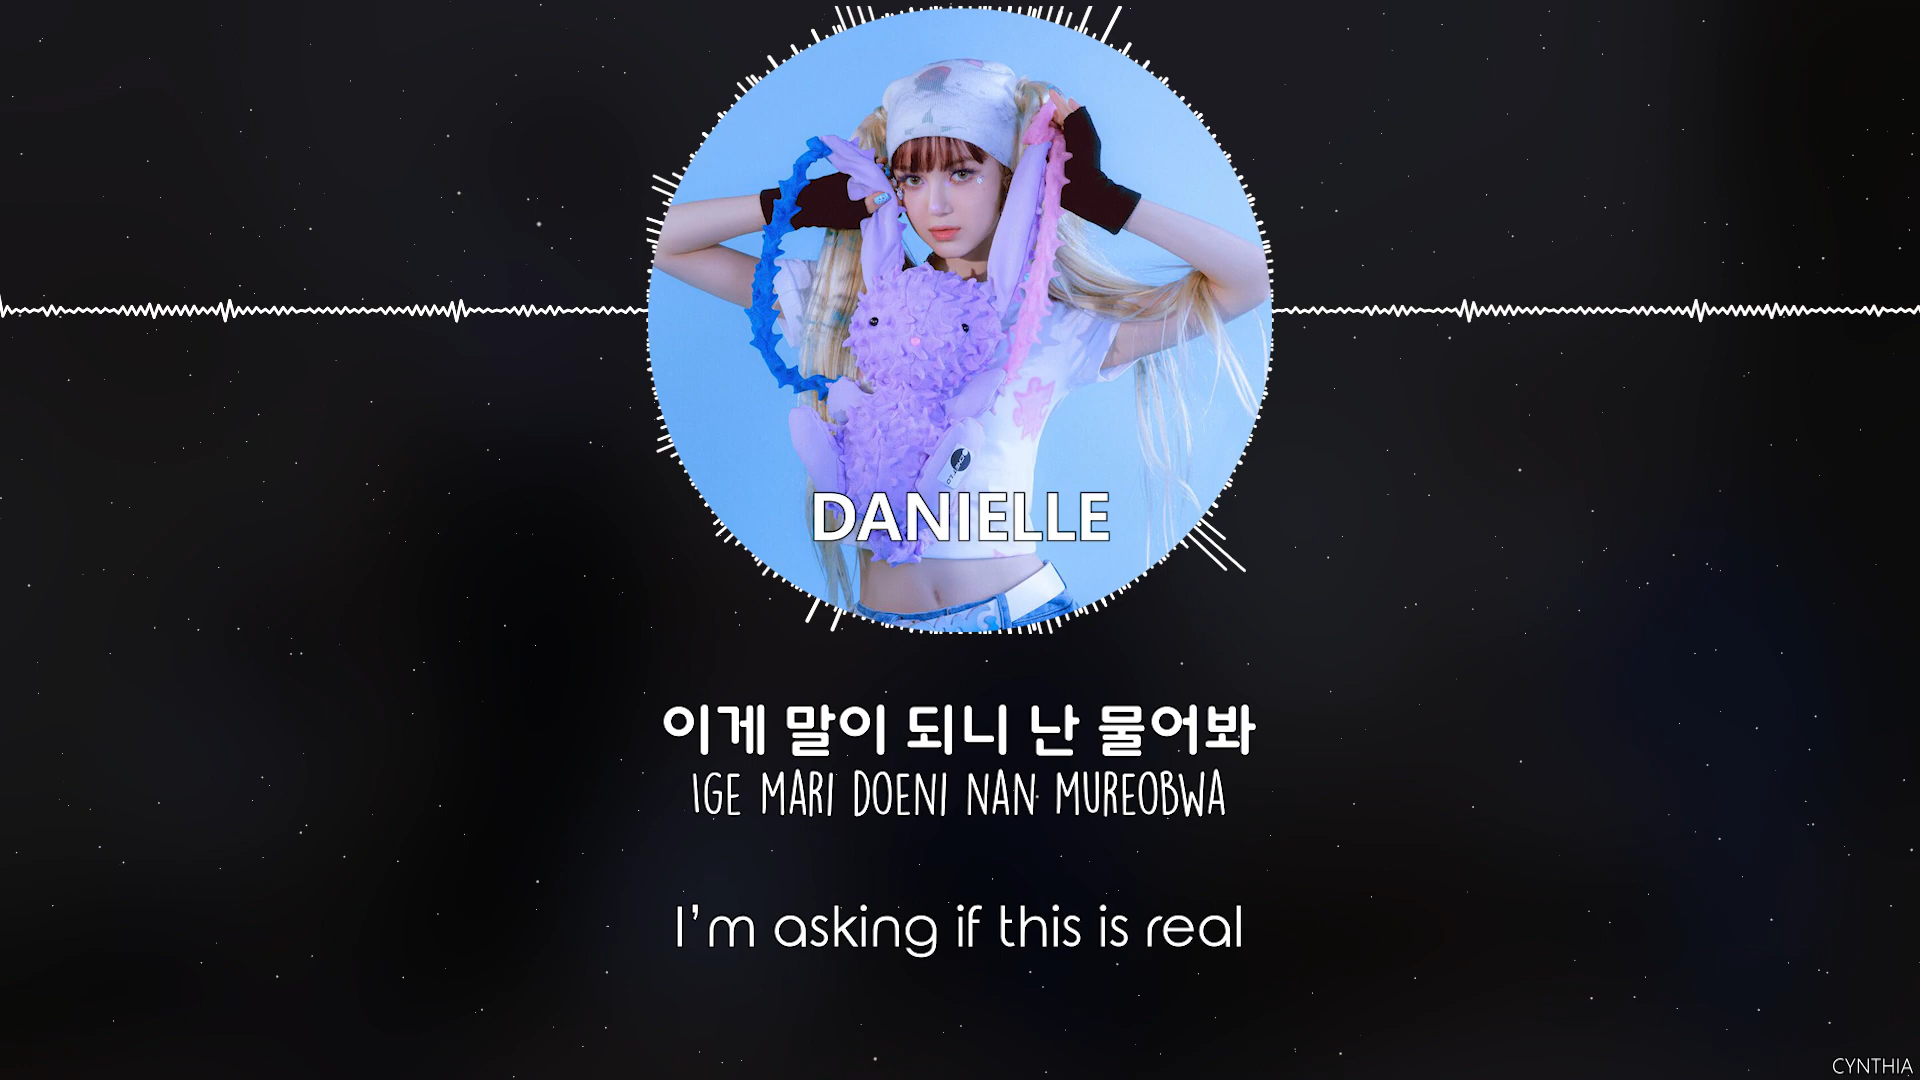 DANIELLE
이게 말이 되니 난 물어봐
IGE MARI DOENI NAN MUREOBWA
I'm asking if this is real
CYNTHIA